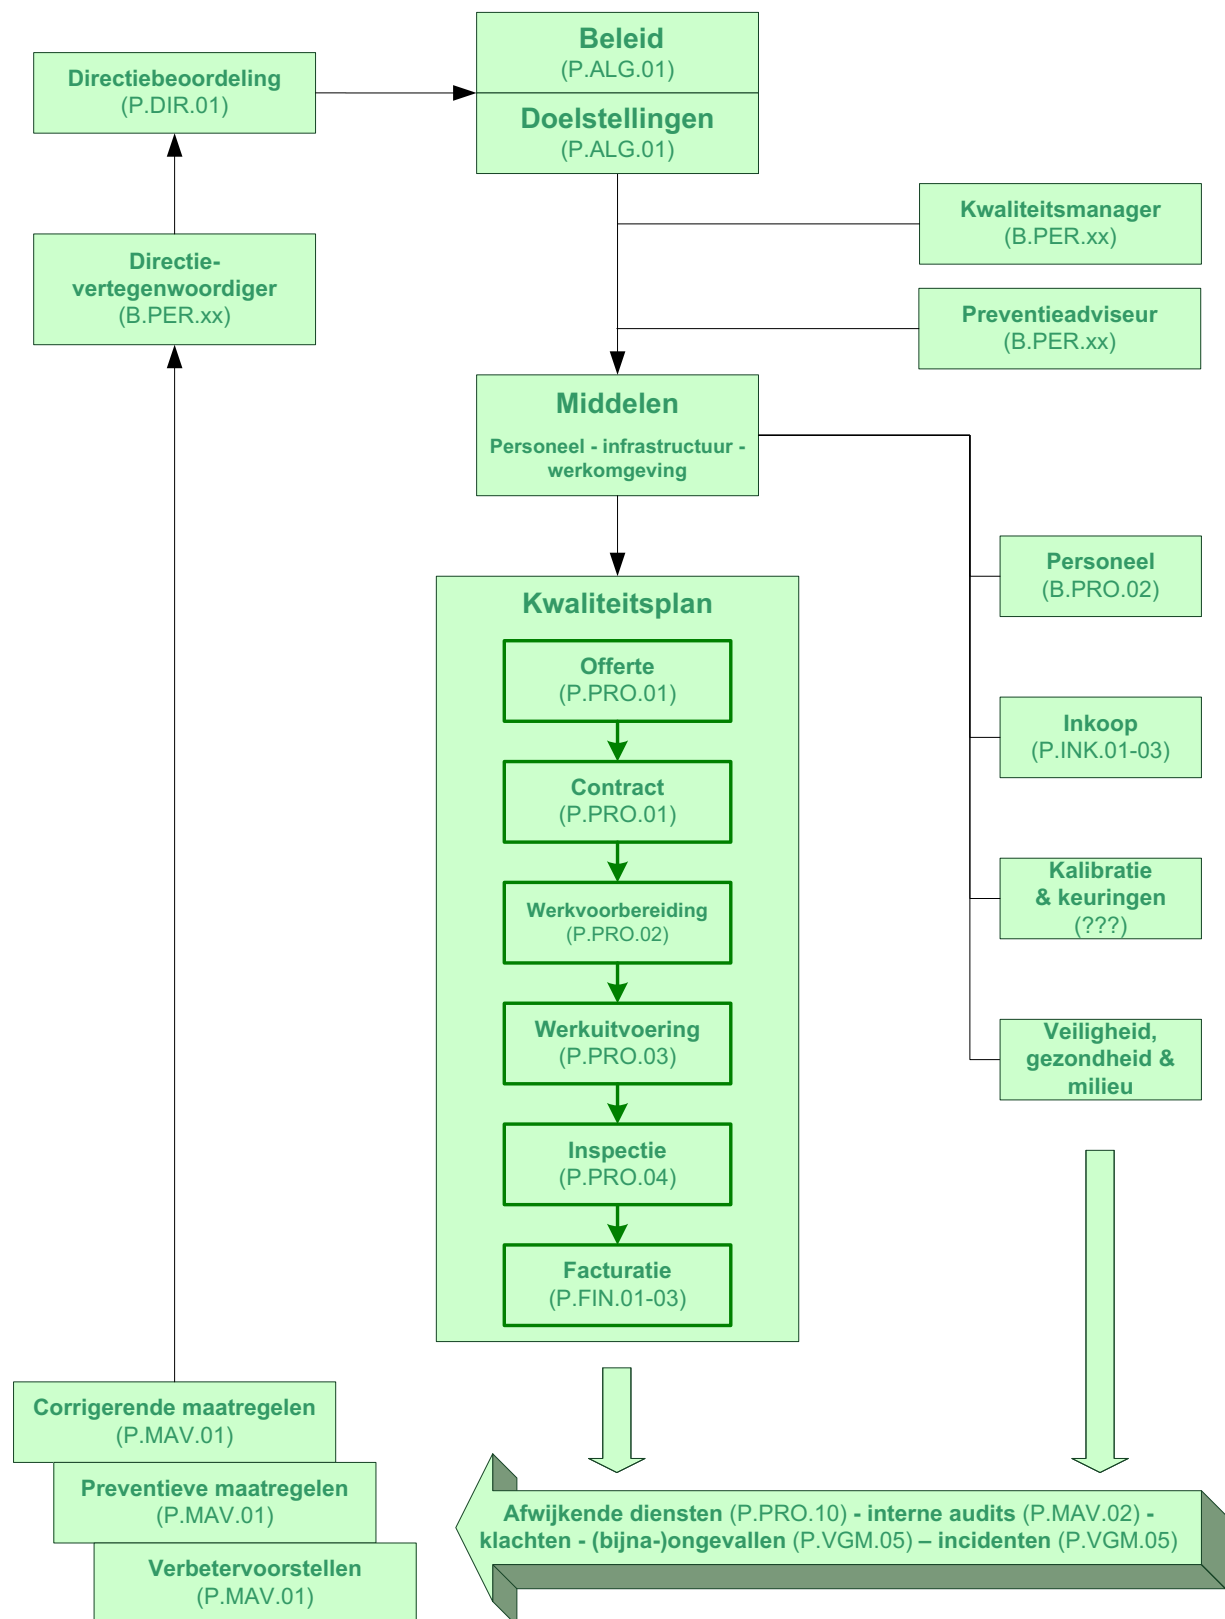 Beleid
(P.ALG.01)
Doelstellingen
(P.ALG.01)
Directiebeoordeling
(P.DIR.01)
Directie-
vertegenwoordiger
(B.PER.xx)
Kwaliteitsmanager
(B.PER.xx)
Preventieadviseur
(B.PER.xx)
Middelen
Personeel - infrastructuur -
werkomgeving
Kwaliteitsplan
Offerte
(P.PRO.01)
Contract
(P.PRO.01)
Werkvoorbereiding
(P.PRO.02)
Werkuitvoering
(P.PRO.03)
Inspectie
(P.PRO.04)
Facturatie
(P.FIN.01-03)
Personeel
(B.PRO.02)
Inkoop
(P.INK.01-03)
Kalibratie
& keuringen
(???)
Veiligheid,
gezondheid &
milieu
Corrigerende maatregelen
(P.MAV.01)
Preventieve maatregelen
(P.MAV.01)
Verbetervoorstellen
(P.MAV.01)
Afwijkende diensten (P.PRO.10) - interne audits (P.MAV.02) -
klachten - (bijna-)ongevallen (P.VGM.05) – incidenten (P.VGM.05)